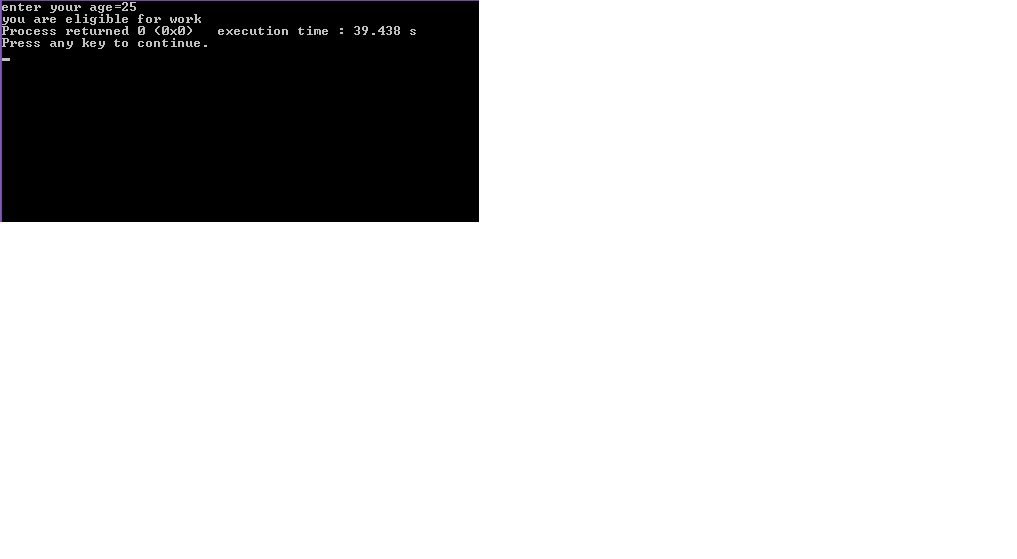 enter your age=25
you are eligible for work
Process returned 0 (0x0)   execution time : 39.438 s
Press any key to continue.